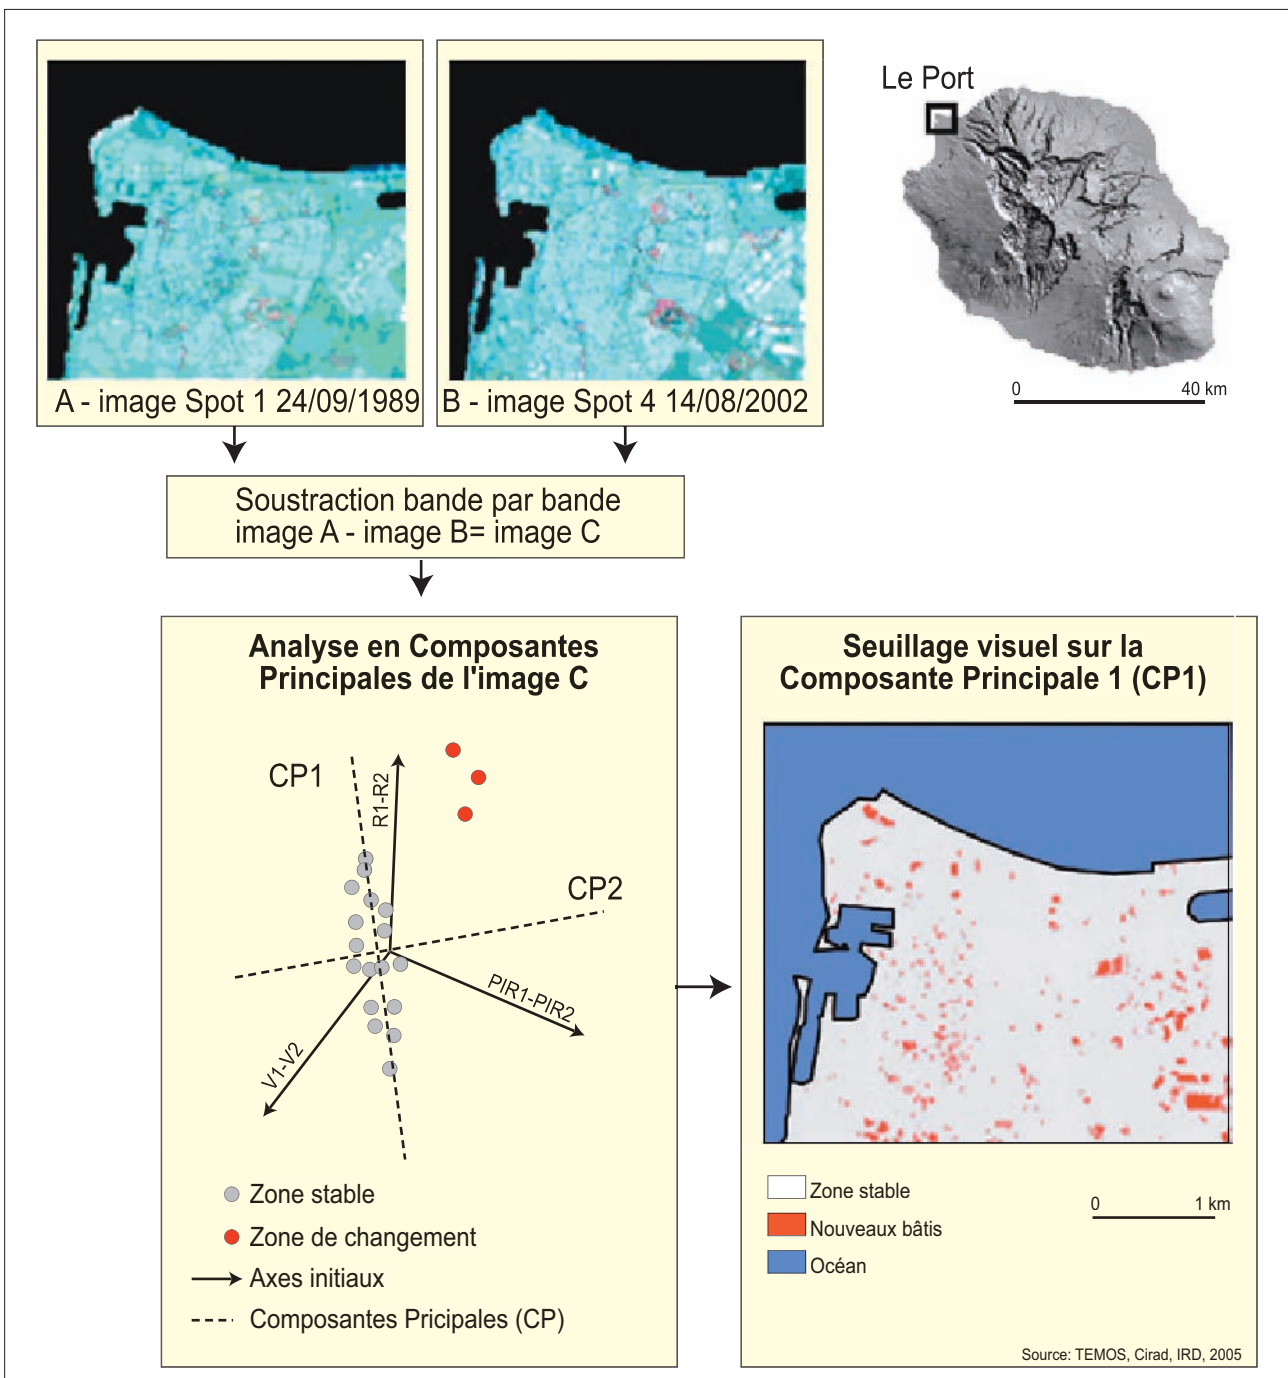 Le Port
0 40 km
A - image Spot 1 24/09/1989
B - image Spot 4 14/08/2002
Soustraction bande par bande
image A - image B= image C
Analyse en Composantes
Principales de l'image C
CP1
R1-R2
CP2
PIR1-PIR2
V1-V2
Zone stable
Zone de changement
Axes initiaux
Composantes Pricipales (CP)
Seuillage visuel sur la
Composante Principale 1 (CP1)
Zone stable
Nouveaux bâtis
Océan
0 1 km
Source: TEMOS, Cirad, IRD, 2005